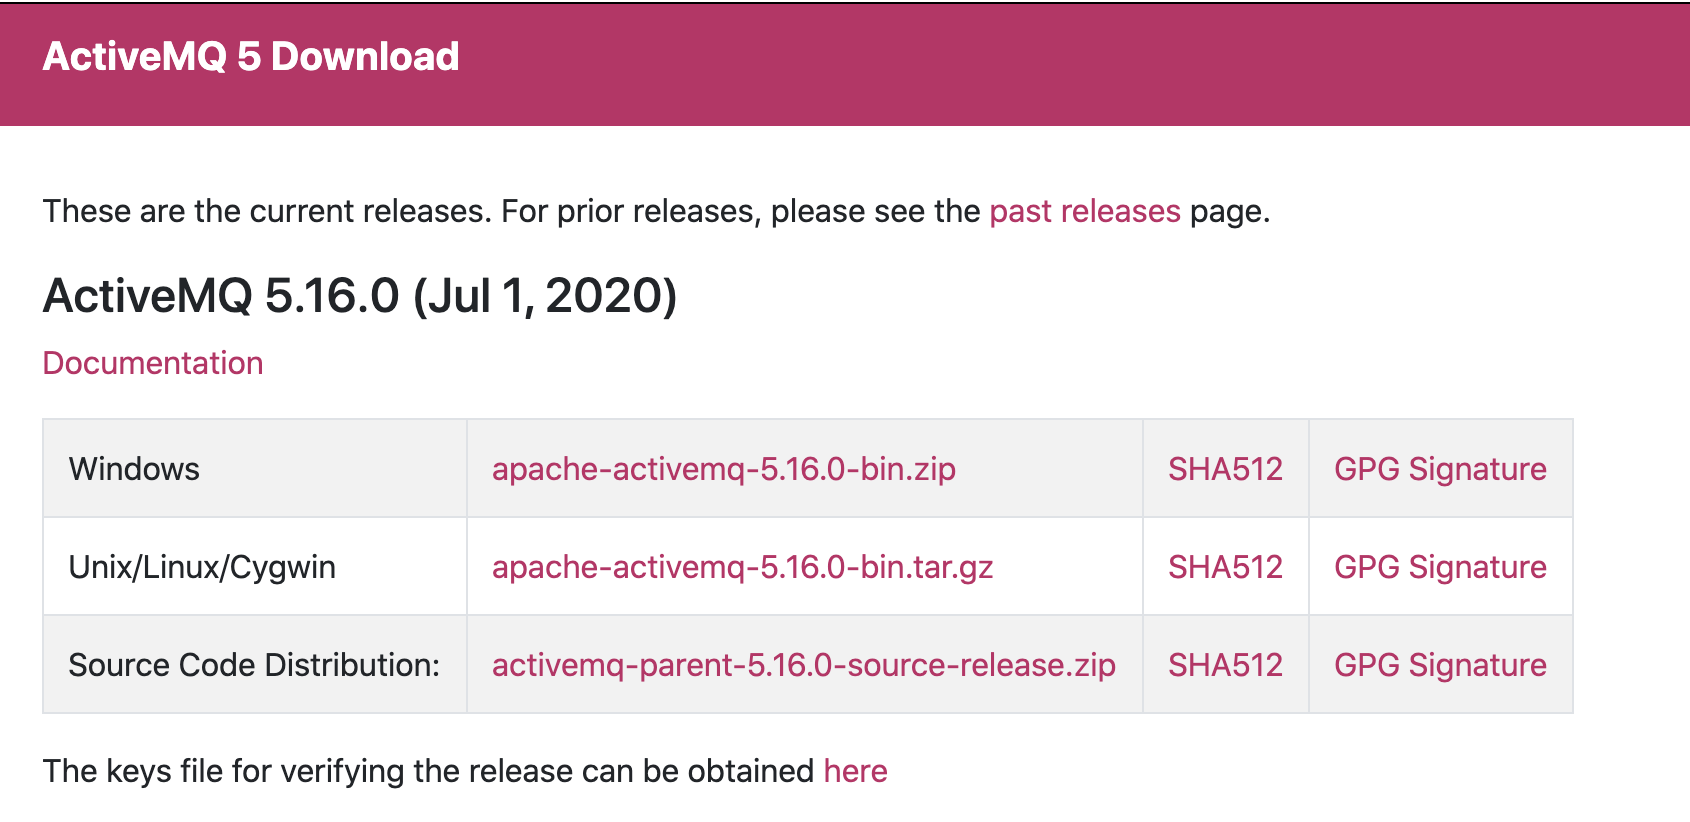 ActiveMQ 5 Download
These are the current releases. For prior releases, please see the past releases page.
ActiveMQ 5.16.0 (Jul 1, 2020)
Documentation
Windows apache-activemq-5.16.0-bin.zip SHA512 GPG Signature
Unix/Linux/Cygwin apache-activemq-5.16.0-bin.tar.gz SHA512 GPG Signature
Source Code Distribution: activemq-parent-5.16.0-source-release.zip SHA512 GPG Signature
The keys file for verifying the release can be obtained here